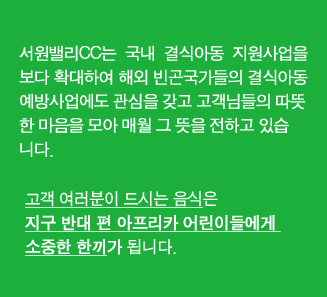 서원밸리CC는 국내 결식아동 지원사업을
보다 확대하여 해외 빈곤국가들의 결식아동
예방사업에도 관심을 갖고 고객님들의 따뜻
한 마음을 모아 매월 그 뜻을 전하고 있습
니다.
고객 여러분이 드시는 음식은
지구 반대 편 아프리카 어린이들에게
소중한 한끼가 됩니다.